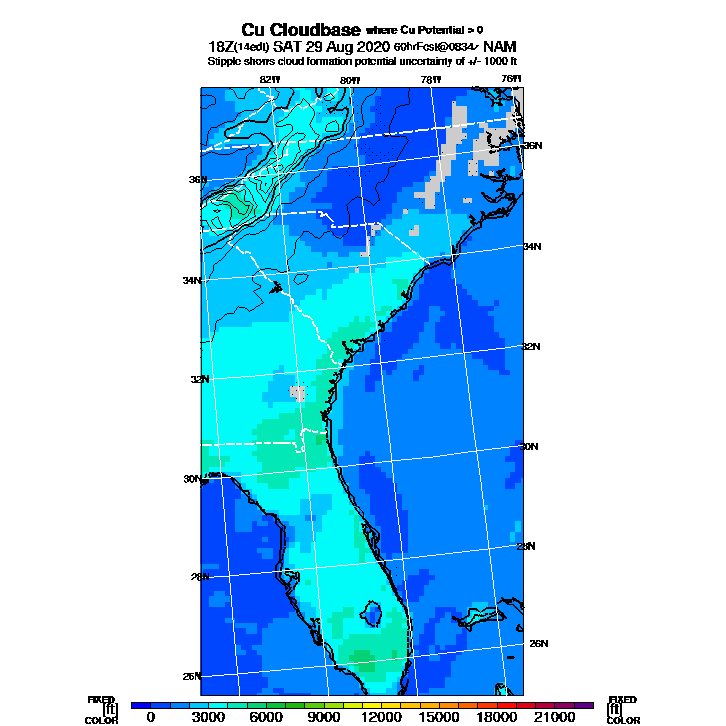 Cu Cloudbase where Cu Potential > 0
18Z(14edt) SAT 29 Aug 2020 60hrFcst@0834z NAM
Stipple shows cloud formation potential uncertainty of +/- 1000 ft
82W 80W 78W 76W
36N
36N
34N
34N
32N
32N
30N
30N
28N
28N
26N
26N
FIXED FIXED
[ft] [ft]
COLOR COLOR
0 3000 6000 9000 12000 15000 18000 21000